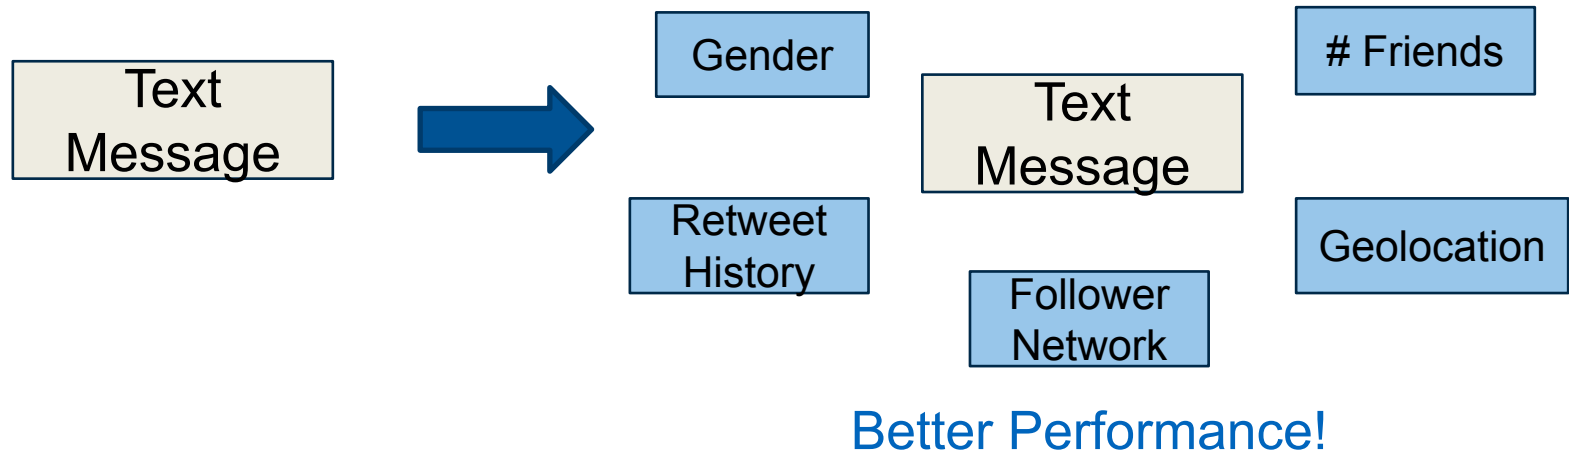 Text
Message
Gender
Text
Message
# Friends
Retweet
History
Geolocation
Follower
Network
Better Performance!